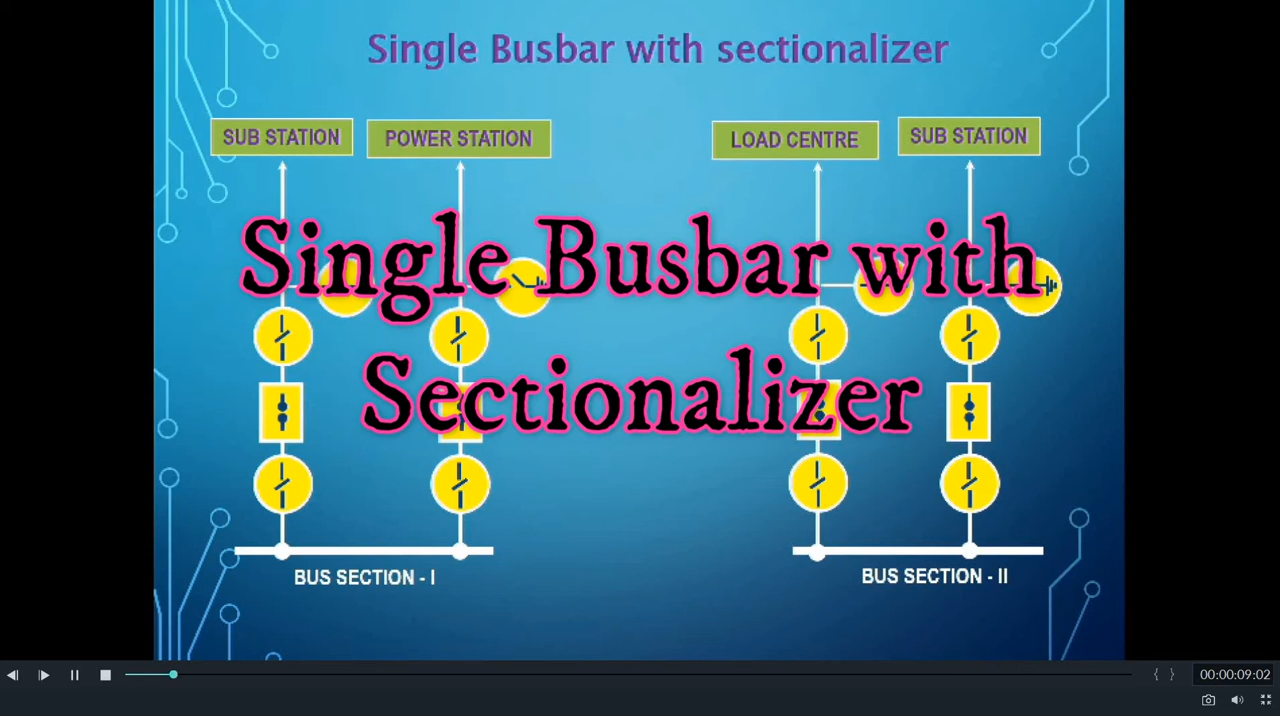 Single Busbar with sectionalizer
SUB STATION
POWER STATION
LOAD CENTRE
SUB STATION
Single Busbar with
Sectionalizer
BUS SECTION - I
BUS SECTION - II
00:00:09:02